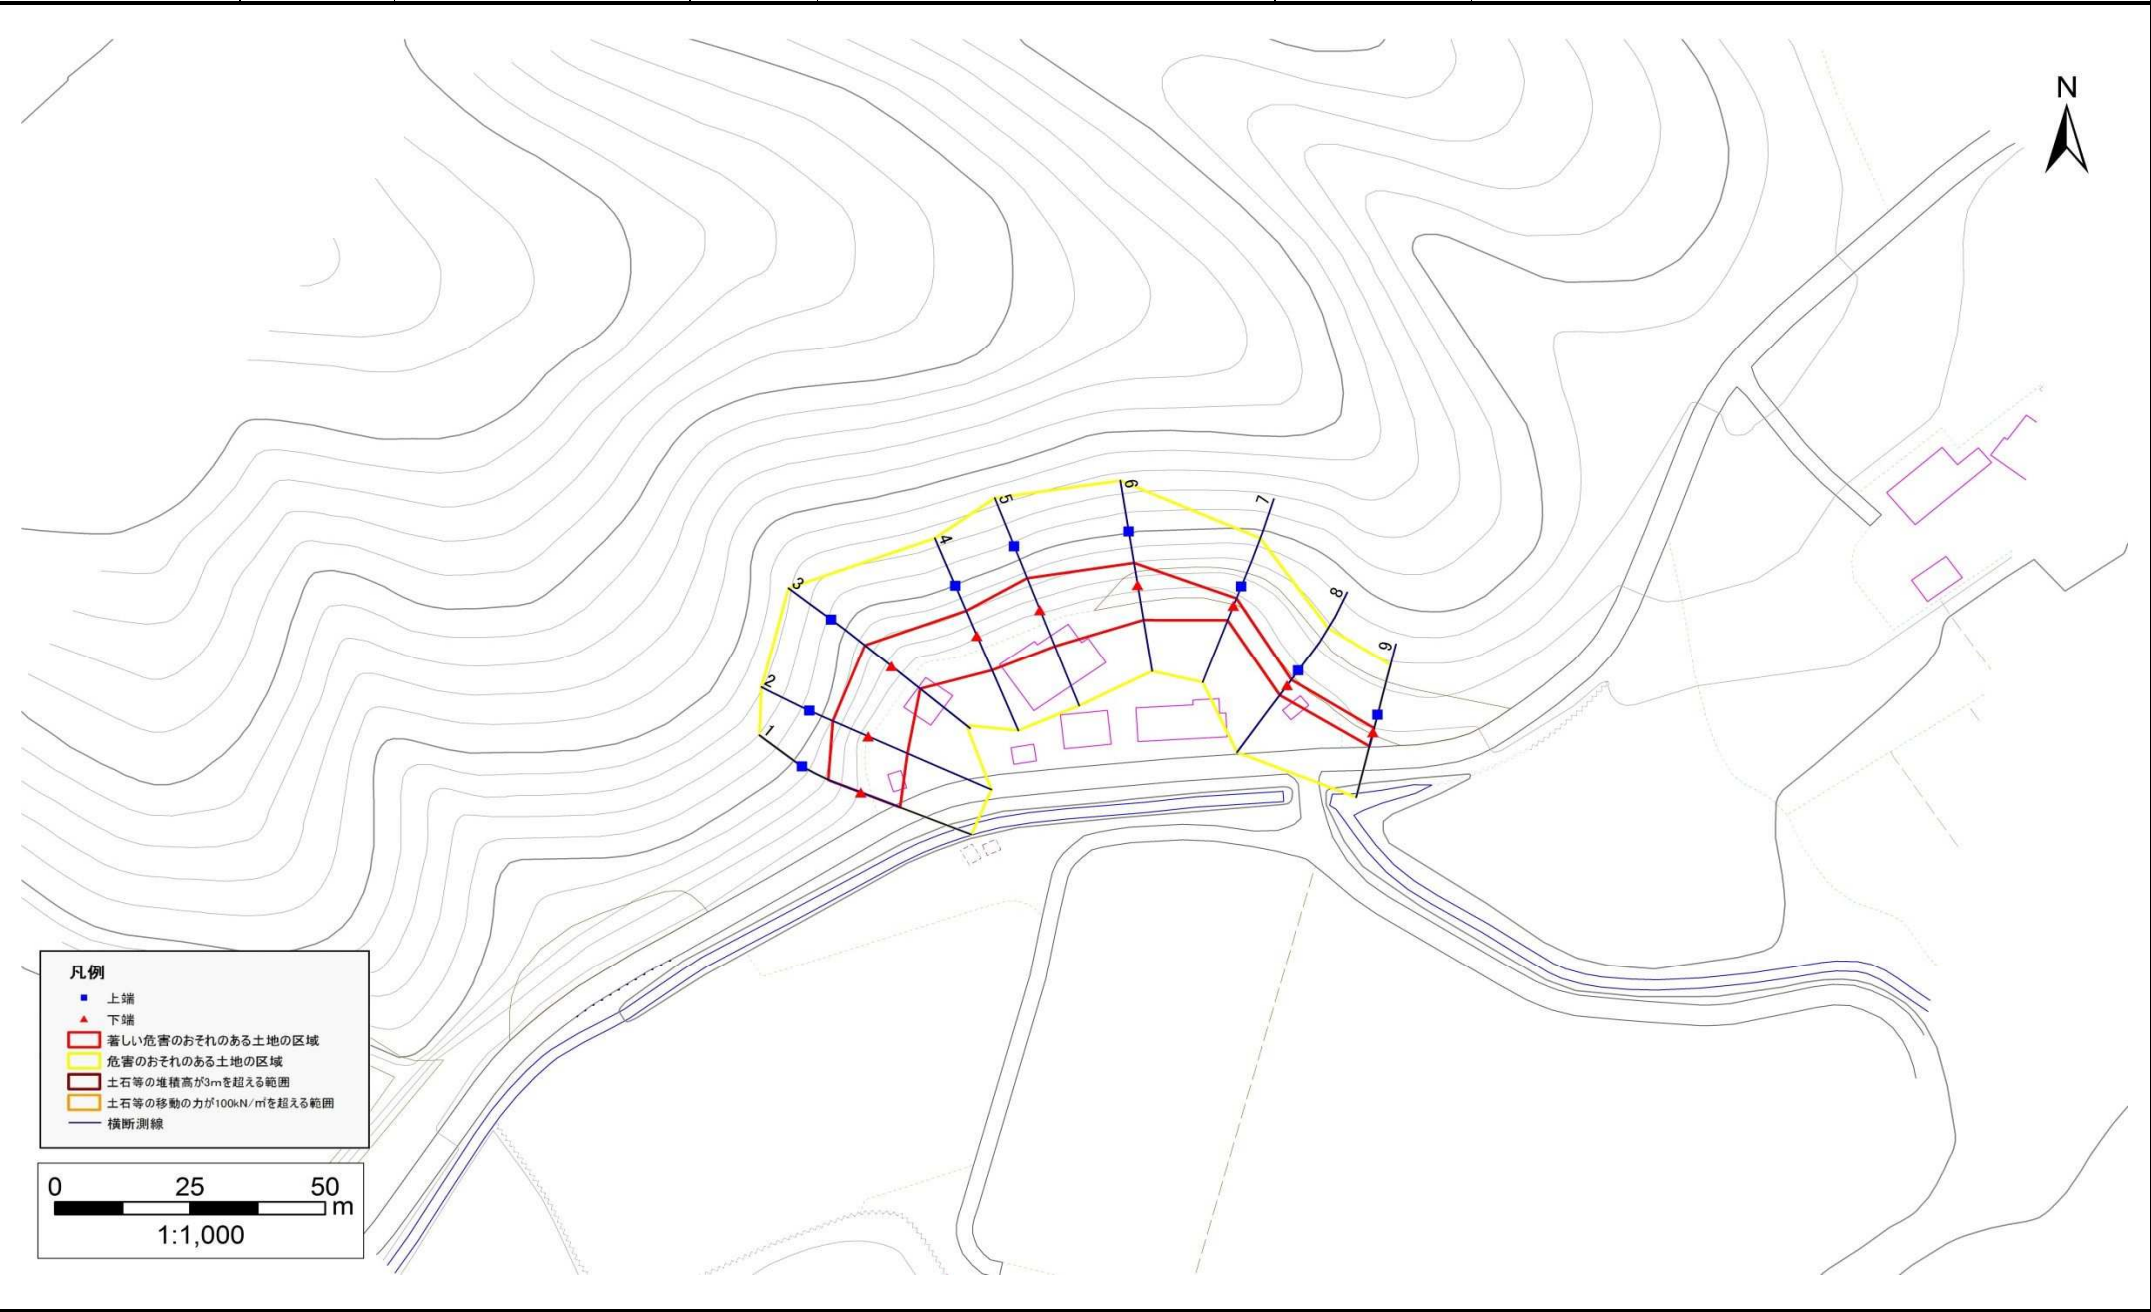 N
6
5
7
4
3
8
9
2
1
凡例
上端
下端
著しい危害のおそれのある土地の区域
危害のおそれのある土地の区域
土石等の堆積高が3mを超える範囲
土石等の移動の力が100kN/㎡を超える範囲
横断測線
0 25 50
m
1:1,000